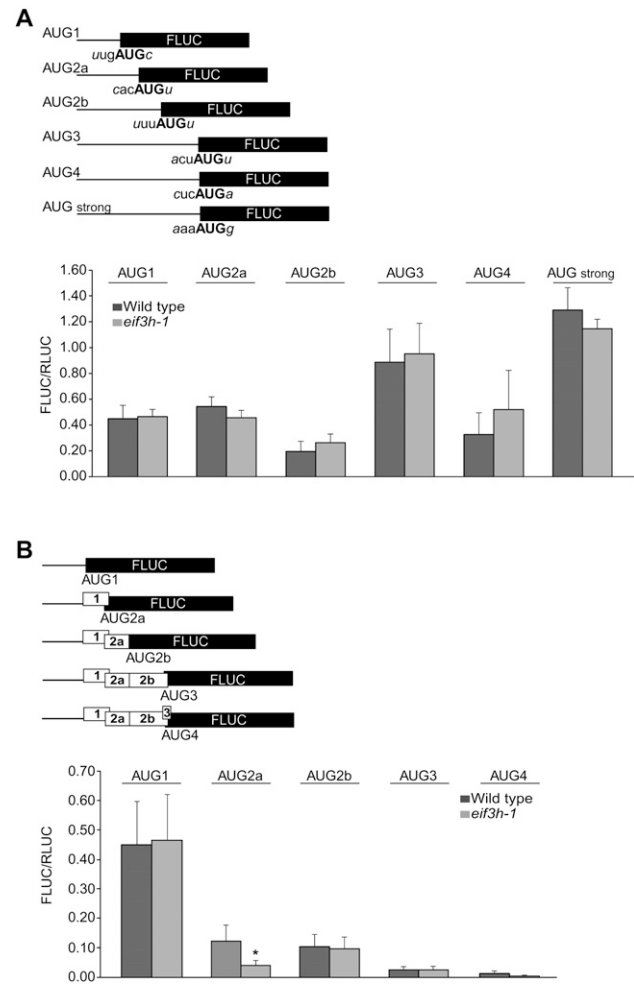 A
AUG1 FLUC
uugAUGc
AUG2a FLUC
cacAUGu
AUG2b FLUC
uuuAUGu
AUG3 FLUC
acuAUGu
AUG4 FLUC
cucAUGa
AUG strong FLUC
aaaAUGg
AUG1 AUG2a AUG2b AUG3 AUG4 AUG strong
Wild type
eif3h-1
FLUC/RLUC
1.60
1.40
1.20
1.00
0.80
0.60
0.40
0.20
0.00
B
FLUC
AUG1
1 FLUC
AUG2a
1 2a FLUC
AUG2b
1 2a 2b FLUC
AUG3
1 2a 2b 3 FLUC
AUG4
AUG1 AUG2a AUG2b AUG3 AUG4
Wild type
eif3h-1
FLUC/RLUC
0.70
0.60
0.50
0.40
0.30
0.20
0.10
0.00
*